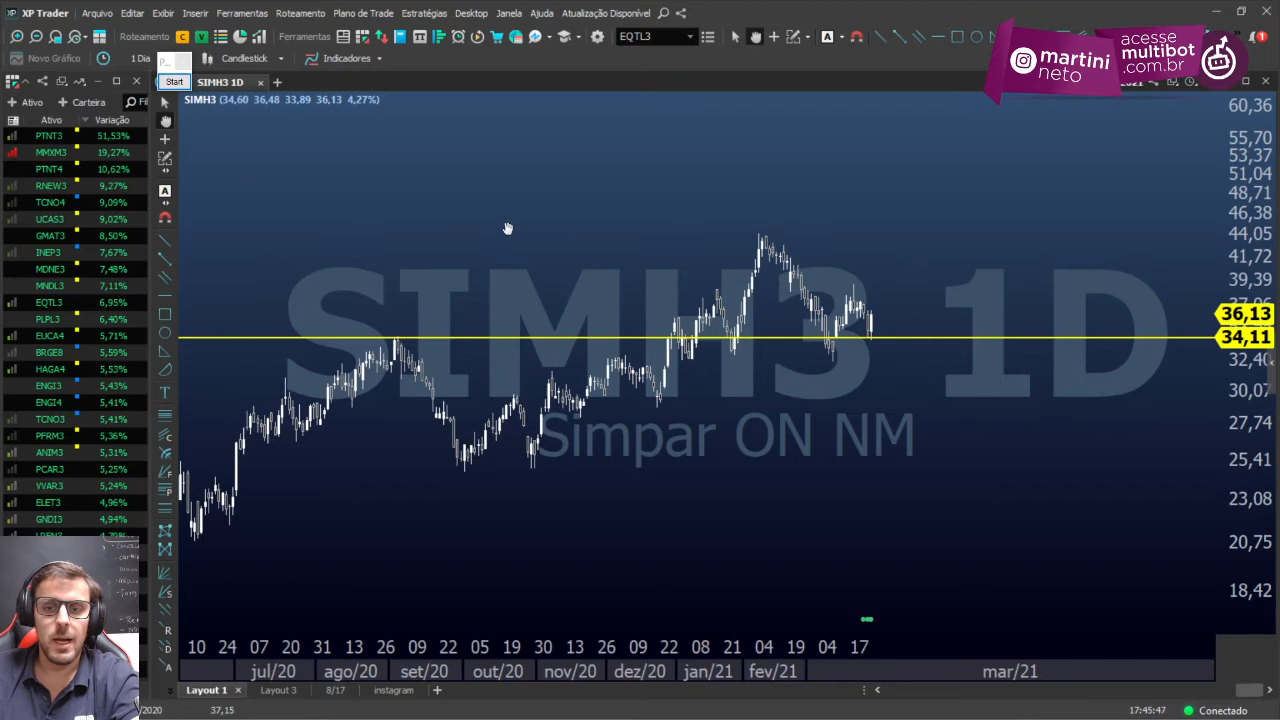 XP Trader Arquivo Editar Exibir Inserir Ferramentas Roteamento Plano de Trade Estratégias Desktop Janela Ajuda Atualização Disponível
Roteamento C V Ferramentas EQTL3
Novo Gráfico 1 Dia P... Candlestick Indicadores
martini
neto
acesse
multibot
.com.br
Start
SIMH3 1D
SIMH3 (34,60 36,48 33,89 36,13 4,27%)
Ativo Carteira Fil
Ativo Variação
PTNT3 51,53%
MMXM3 19,27%
PTNT4 10,62%
RNEW3 9,27%
TCNO4 9,09%
UCAS3 9,02%
GMAT3 8,50%
INEP3 7,67%
MDNE3 7,48%
MNDL3 7,11%
EQTL3 6,95%
PLPL3 6,40%
EUCA4 5,71%
BRGE8 5,59%
HAGA4 5,53%
ENGI3 5,43%
ENGI4 5,41%
TCNO3 5,41%
PFRM3 5,36%
ANIM3 5,31%
PCAR3 5,25%
VVAR3 5,24%
ELET3 4,96%
GNDI3 4,94%
SIMH3 1D
Simpar ON NM
60,36
55,70
53,37
51,04
48,71
46,38
44,05
41,72
39,39
36,13
34,11
32,40
30,07
27,74
25,41
23,08
20,75
18,42
10 24 07 20 31 13 26 09 22 05 19 30 13 26 09 22 08 21 04 19 04 17
jul/20 ago/20 set/20 out/20 nov/20 dez/20 jan/21 fev/21 mar/21
Layout 1 Layout 3 8/17 instagram
/2020 37,15 17:45:47 Conectado